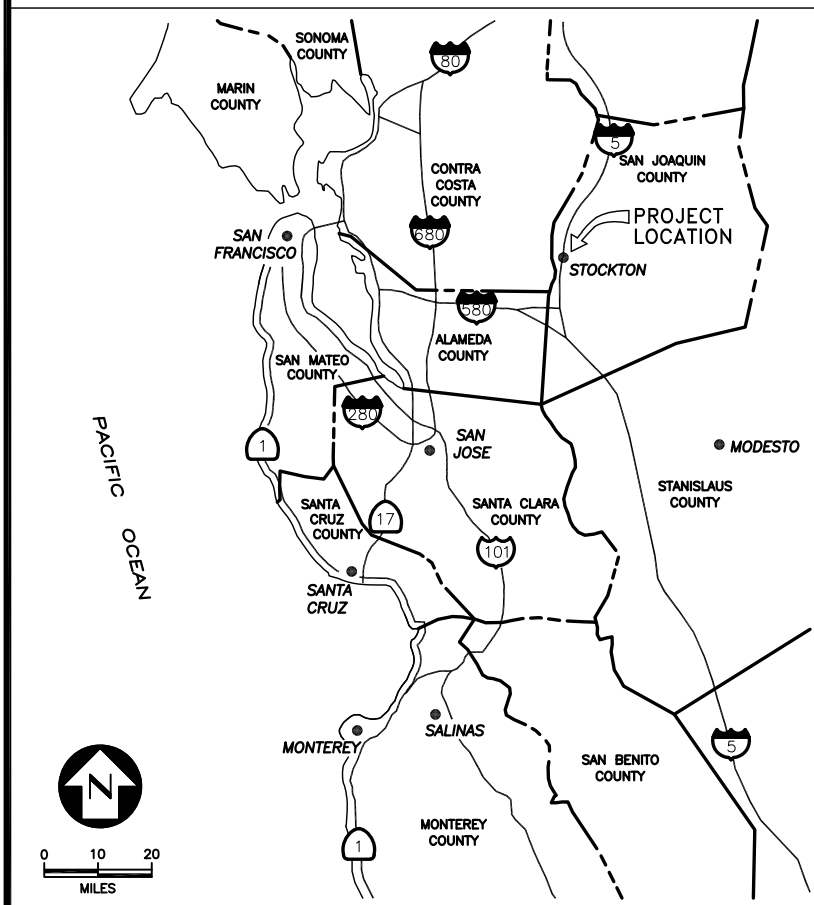 SONOMA
COUNTY
80
MARIN
COUNTY
5
SAN JOAQUIN
COUNTY
CONTRA
COSTA
COUNTY
PROJECT
LOCATION
680
SAN
FRANCISCO
STOCKTON
580
ALAMEDA
COUNTY
SAN MATEO
COUNTY
280
1
SAN
JOSE
MODESTO
PACIFIC OCEAN
STANISLAUS
COUNTY
SANTA
CRUZ
COUNTY
17
SANTA CLARA
COUNTY
101
SANTA
CRUZ
SALINAS
MONTEREY
5
SAN BENITO
COUNTY
N
MONTEREY
COUNTY
1
0 10 20
MILES